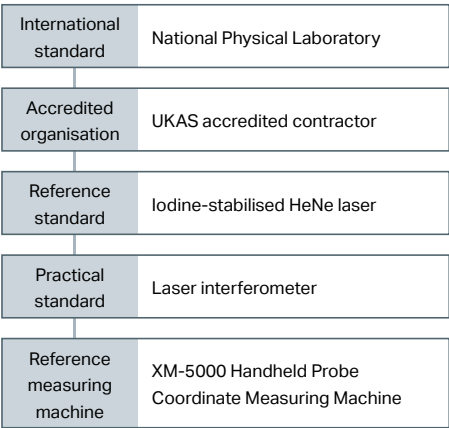 International
standard
National Physical Laboratory
Accredited
organisation
UKAS accredited contractor
Reference
standard
Iodine-stabilised HeNe laser
Practical
standard
Laser interferometer
Reference
measuring
machine
XM-5000 Handheld Probe
Coordinate Measuring Machine